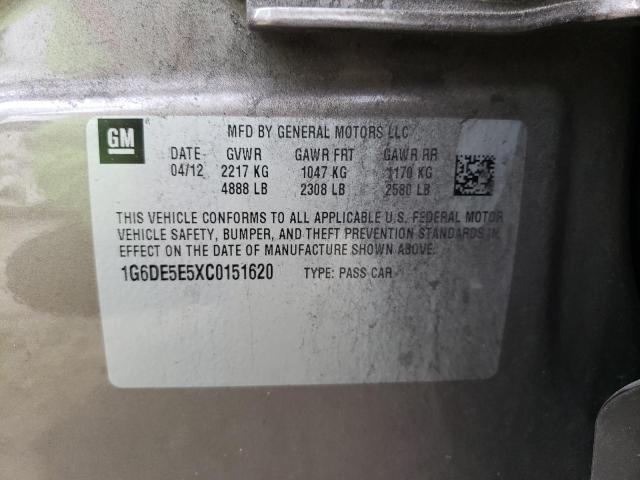 GM
MFD BY GENERAL MOTORS LLC
DATE GVWR GAWR FRT GAWR RR
04/12 2217 KG 1047 KG 1170 KG
4888 LB 2308 LB 2580 LB
THIS VEHICLE CONFORMS TO ALL APPLICABLE U.S. FEDERAL MOTOR
VEHICLE SAFETY, BUMPER, AND THEFT PREVENTION STANDARDS IN
EFFECT ON THE DATE OF MANUFACTURE SHOWN ABOVE.
1G6DE5E5XC0151620 TYPE: PASS CAR